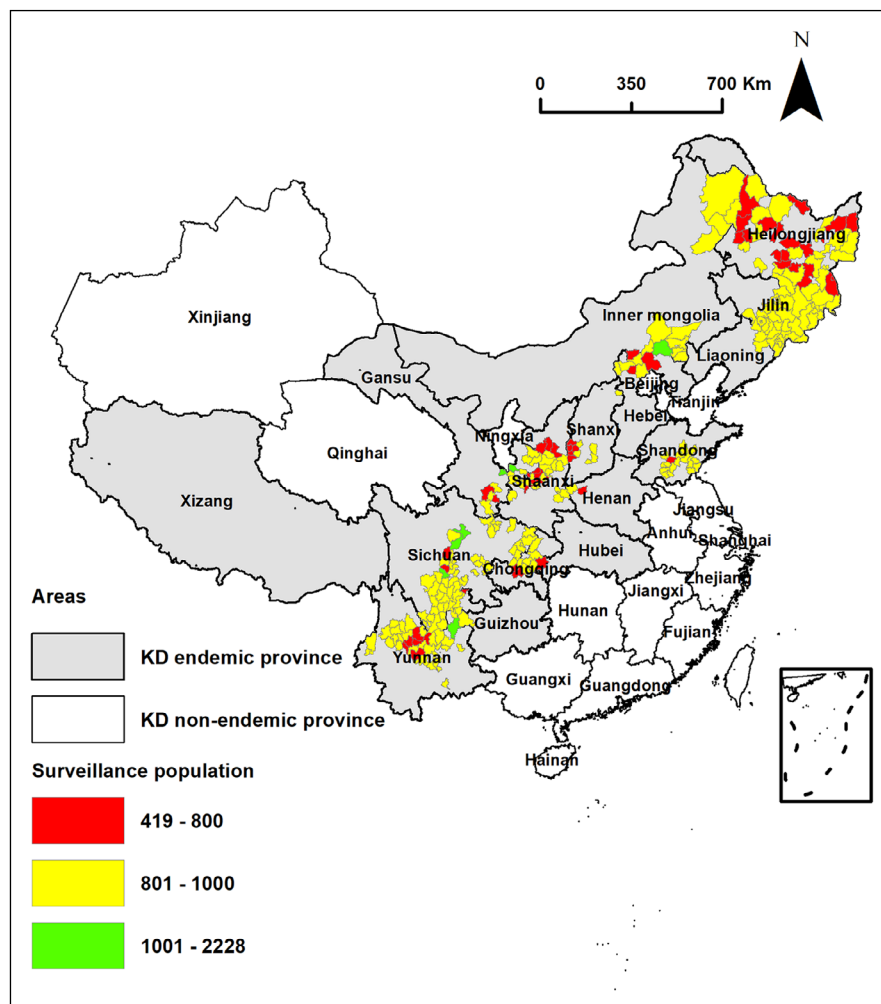 N
0 350 700 Km
Heilongjiang
Jilin
Inner mongolia
Xinjiang
Liaoning
Gansu
Beijing
Tianjin
Hebei
Ningxia
Shanxi
Qinghai
Shandong
Shaanxi
Xizang
Henan
Jiangsu
Anhui
Shanghai
Sichuan
Hubei
Chongqing
Zhejiang
Jiangxi
Hunan
Guizhou
Fujian
Yunnan
Guangxi
Guangdong
Hainan
Areas
KD endemic province
KD non-endemic province
Surveillance population
419 - 800
801 - 1000
1001 - 2228